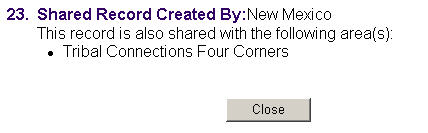 23. Shared Record Created By:New Mexico
This record is also shared with the following area(s):
• Tribal Connections Four Corners
Close